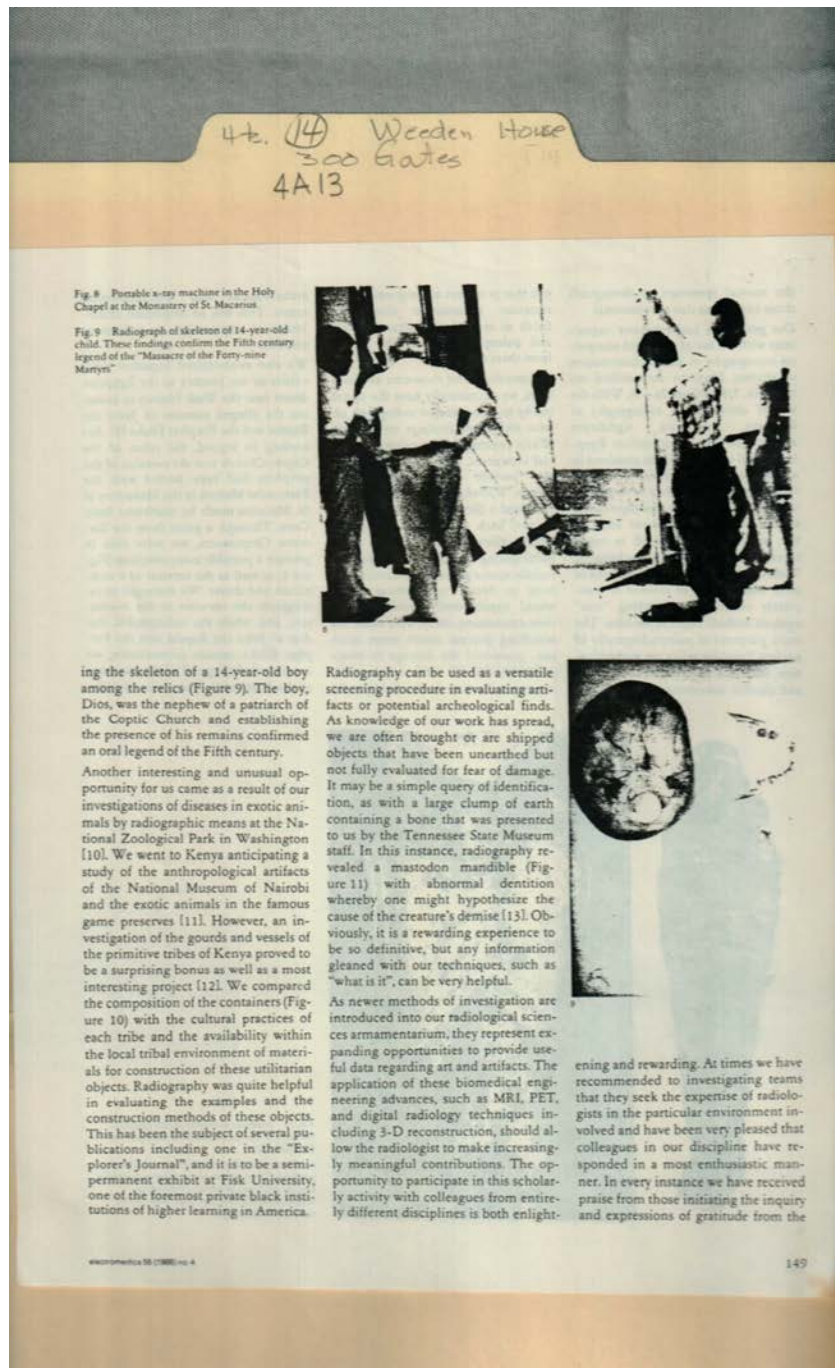 4b. 14 Weeden House
300 Gates
4A13
Fig. 8 Portable x-ray machine in the Holy
Chapel at the Monastery of St. Macarius.
Fig. 9 Radiograph of skeleton of 14-year-old
child. These findings confirm the Fifth century
legend of the "Massacre of the Forty-nine
Martyrs"
8
ing the skeleton of a 14-year-old boy
among the relics (Figure 9). The boy,
Dios, was the nephew of a patriarch of
the Coptic Church and establishing
the presence of his remains confirmed
an oral legend of the Fifth century.
Another interesting and unusual op-
portunity for us came as a result of our
investigations of diseases in exotic ani-
mals by radiographic means at the Na-
tional Zoological Park in Washington
[10]. We went to Kenya anticipating a
study of the anthropological artifacts
of the National Museum of Nairobi
and the exotic animals in the famous
game preserves [11]. However, an in-
vestigation of the gourds and vessels of
the primitive tribes of Kenya proved to
be a surprising bonus as well as a most
interesting project [12]. We compared
the composition of the containers (Fig-
ure 10) with the cultural practices of
each tribe and the availability within
the local tribal environment of materi-
als for construction of these utilitarian
objects. Radiography was quite helpful
in evaluating the examples and the
construction methods of these objects.
This has been the subject of several pu-
blications including one in the "Ex-
plorer's Journal", and it is to be a semi-
permanent exhibit at Fisk University,
one of the foremost private black insti-
tutions of higher learning in America.
Radiography can be used as a versatile
screening procedure in evaluating arti-
facts or potential archeological finds.
As knowledge of our work has spread,
we are often brought or are shipped
objects that have been unearthed but
not fully evaluated for fear of damage.
It may be a simple query of identifica-
tion, as with a large clump of earth
containing a bone that was presented
to us by the Tennessee State Museum
staff. In this instance, radiography re-
vealed a mastodon mandible (Fig-
ure 11) with abnormal dentition
whereby one might hypothesize the
cause of the creature's demise [13]. Ob-
viously, it is a rewarding experience to
be so definitive, but any information
gleaned with our techniques, such as
"what is it", can be very helpful.
As newer methods of investigation are
introduced into our radiological scien-
ces armamentarium, they represent ex-
panding opportunities to provide use-
ful data regarding art and artifacts. The
application of these biomedical engi-
neering advances, such as MRI, PET,
and digital radiology techniques in-
cluding 3-D reconstruction, should al-
low the radiologist to make increasing-
ly meaningful contributions. The op-
portunity to participate in this scholar-
ly activity with colleagues from entire-
ly different disciplines is both enlight-
9
ening and rewarding. At times we have
recommended to investigating teams
that they seek the expertise of radiolo-
gists in the particular environment in-
volved and have been very pleased that
colleagues in our discipline have re-
sponded in a most enthusiastic man-
ner. In every instance we have received
praise from those initiating the inquiry
and expressions of gratitude from the
electromedica 56 (1988) no. 4
149